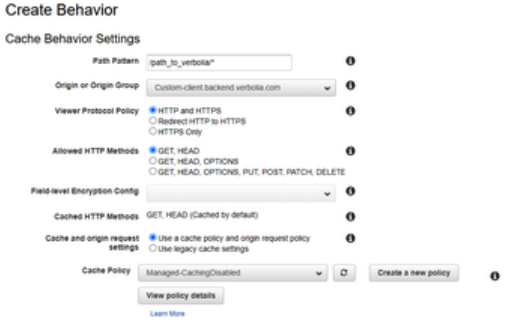 Create Behavior
Cache Behavior Settings
Path Pattern /path_to_verbolia/*
Origin or Origin Group Custom-client.backend.verbolia.com
Viewer Protocol Policy HTTP and HTTPS
Redirect HTTP to HTTPS
HTTPS Only
Allowed HTTP Methods GET, HEAD
GET, HEAD, OPTIONS
GET, HEAD, OPTIONS, PUT, POST, PATCH, DELETE
Field-level Encryption Config
Cached HTTP Methods GET, HEAD (Cached by default)
Cache and origin request settings Use a cache policy and origin request policy
Use legacy cache settings
Cache Policy Managed-CachingDisabled Create a new policy
View policy details
Learn More